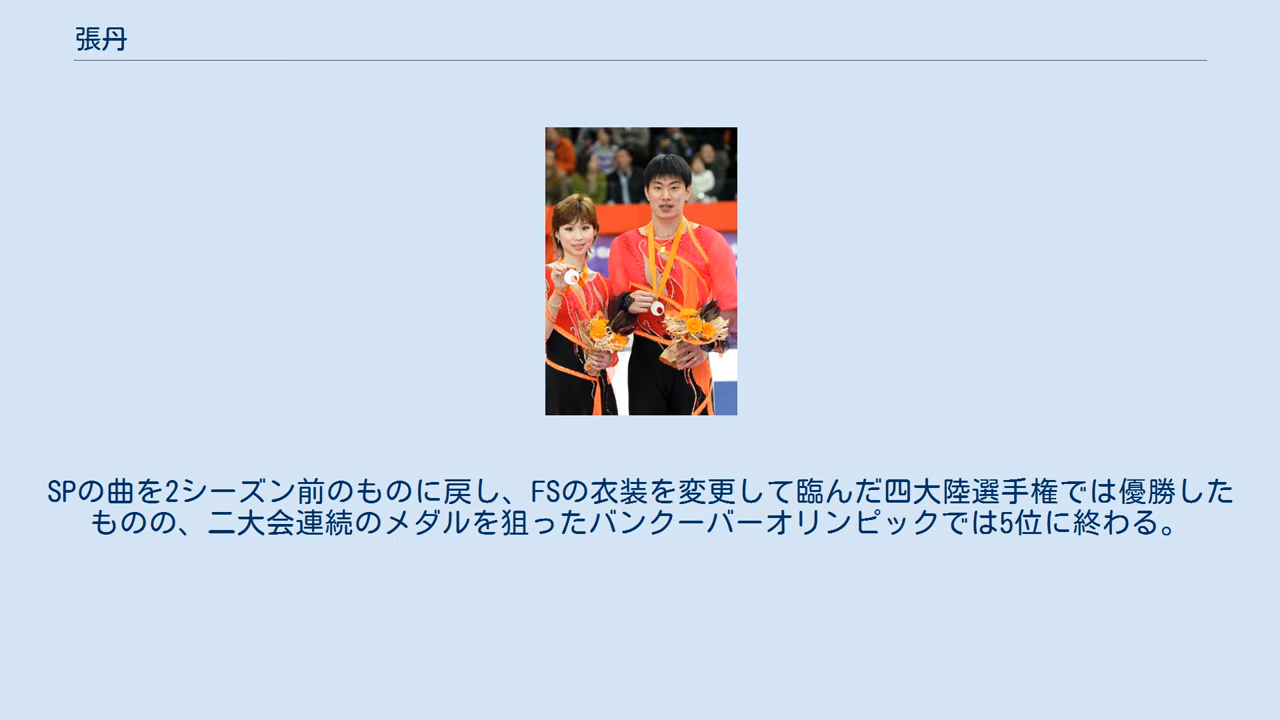 張丹
SPの曲を2シーズン前のものに戻し、FSの衣装を変更して臨んだ四大陸選手権では優勝した
ものの、二大会連続のメダルを狙ったバンクーバーオリンピックでは5位に終わる。